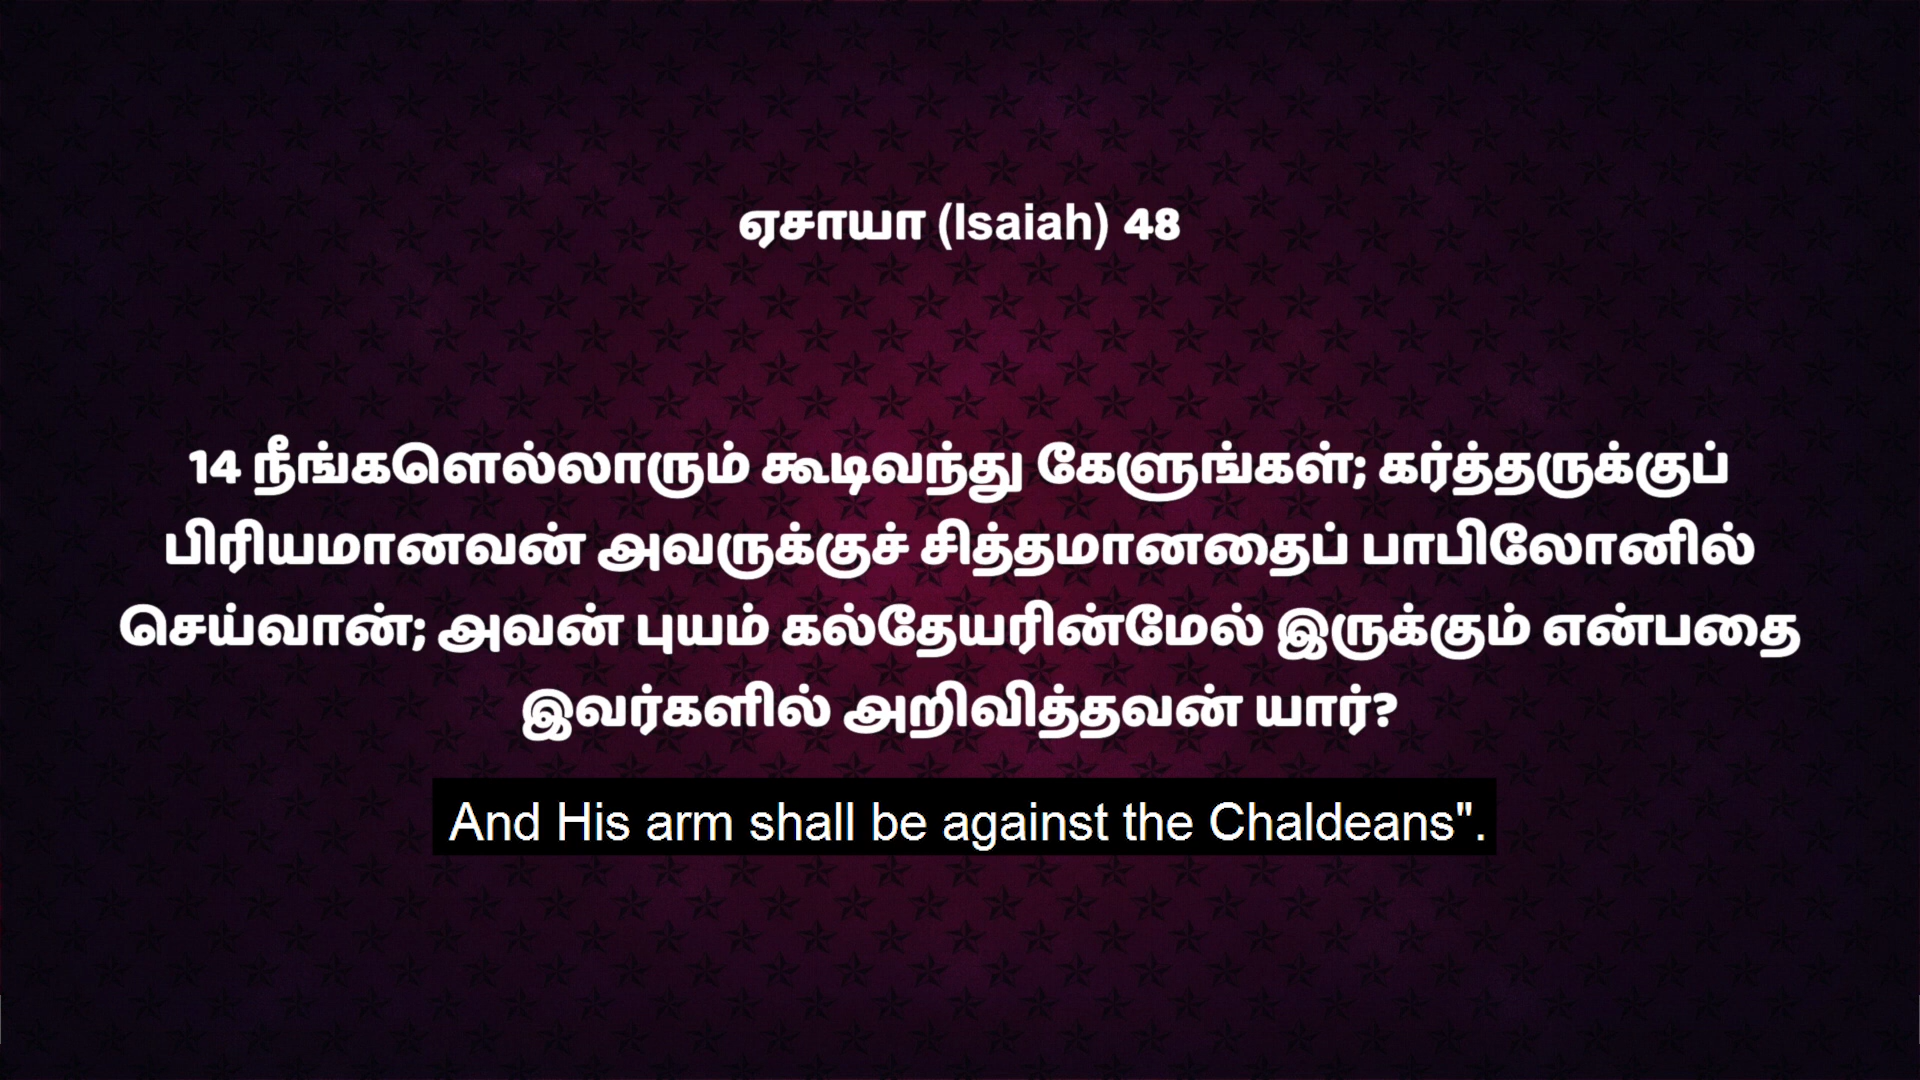 ஏசாயா (Isaiah) 48
14 நீங்களெல்லாரும் கூடிவந்து கேளுங்கள்; கர்த்தருக்குப்
பிரியமானவன் அவருக்குச் சித்தமானதைப் பாபிலோனில்
செய்வான்; அவன் புயம் கல்தேயரின்மேல் இருக்கும் என்பதை
இவர்களில் அறிவித்தவன் யார்?
And His arm shall be against the Chaldeans".